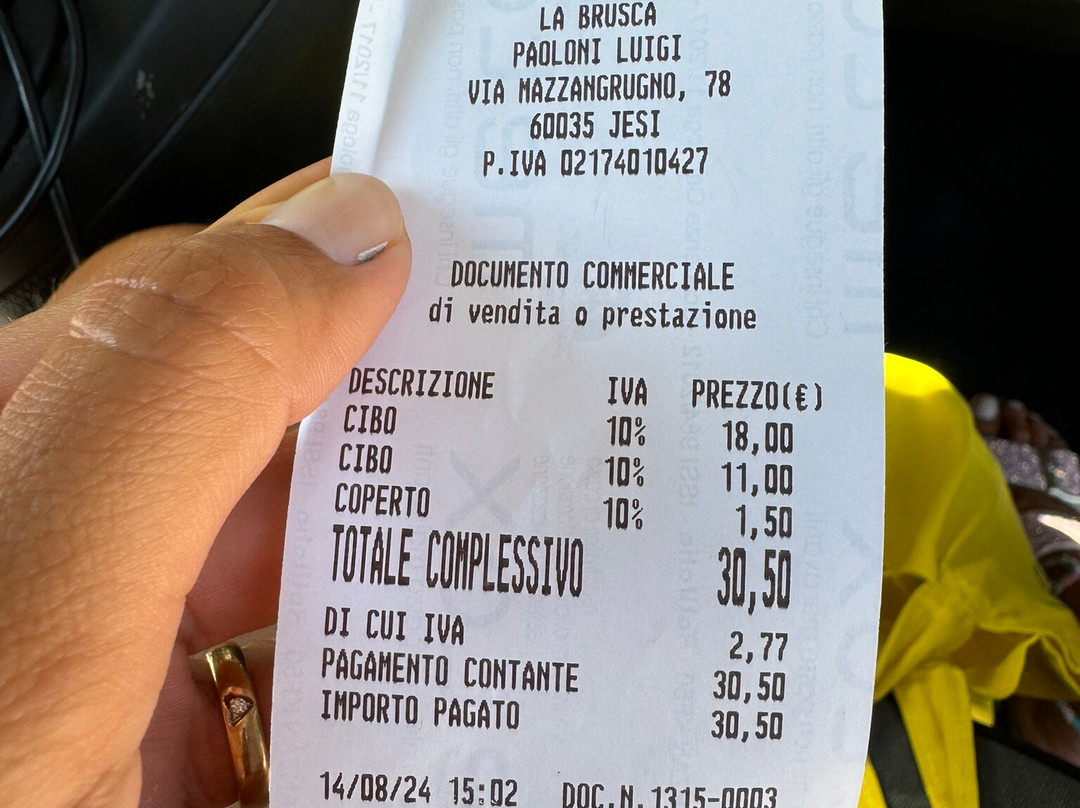 LA BRUSCA
PAOLONI LUIGI
VIA MAZZANGRUGNO, 78
60035 JESI
P.IVA 02174010427
DOCUMENTO COMMERCIALE
di vendita o prestazione
DESCRIZIONE IVA PREZZO(€)
CIBO 10% 18,00
CIBO 10% 11,00
COPERTO 10% 1,50
TOTALE COMPLESSIVO 30,50
DI CUI IVA 2,77
PAGAMENTO CONTANTE 30,50
IMPORTO PAGATO 30,50
14/08/24 15:02 DOC.N.1315-0003